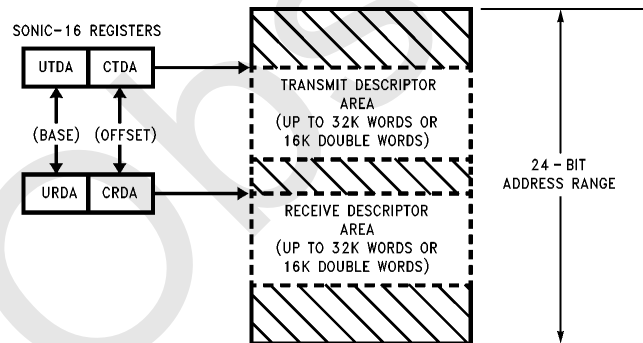 SONIC-16 REGISTERS
UTDA CTDA
(BASE) (OFFSET)
URDA CRDA
TRANSMIT DESCRIPTOR
AREA
(UP TO 32K WORDS OR
16K DOUBLE WORDS)
RECEIVE DESCRIPTOR
AREA
(UP TO 32K WORDS OR
16K DOUBLE WORDS)
24-BIT
ADDRESS RANGE
Obs